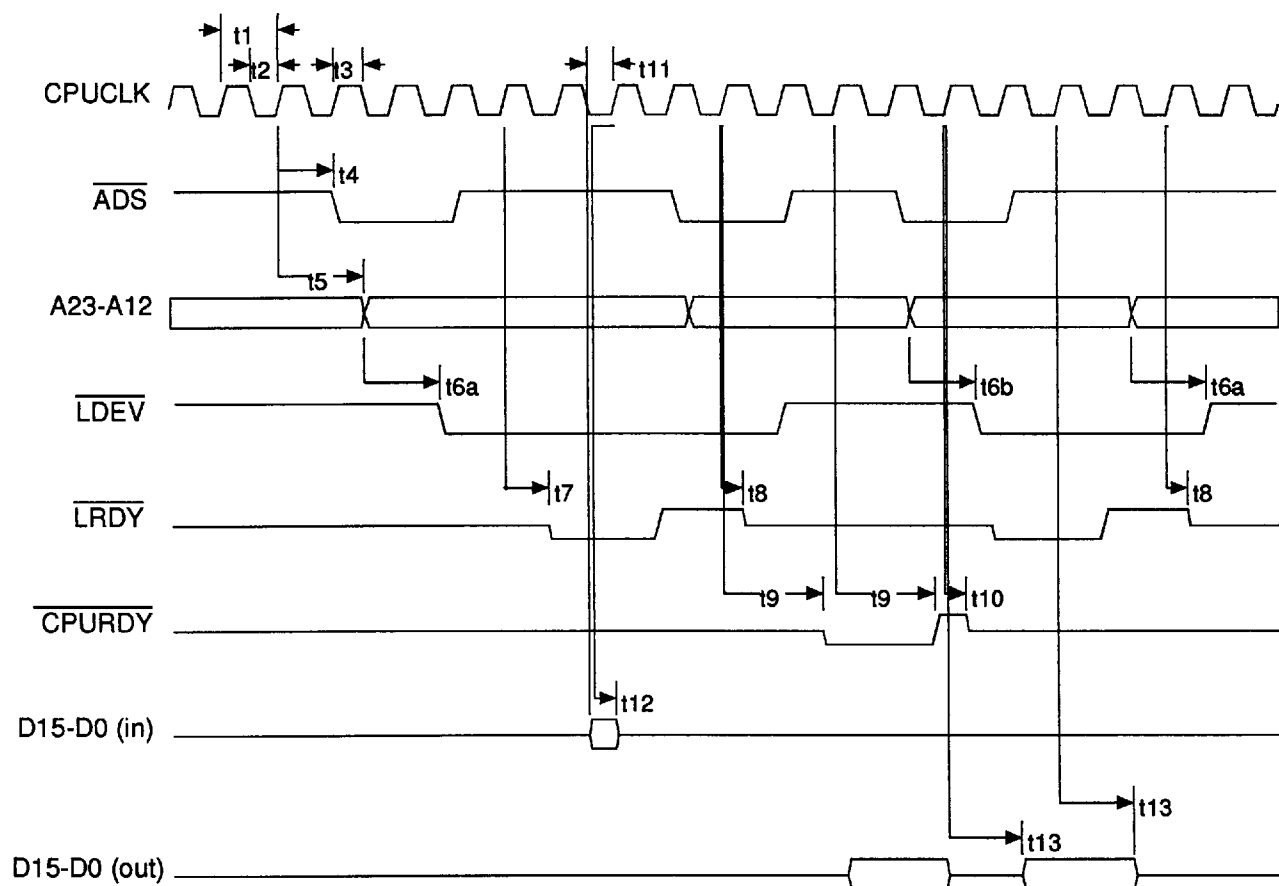 t1
t2
t3
t11
CPUCLK
t4
ADS
t5
A23-A12
t6a
t6b
t6a
LDEV
t7
t8
t8
LRDY
t9
t9
t10
CPURDY
t12
D15-D0 (in)
t13
t13
D15-D0 (out)